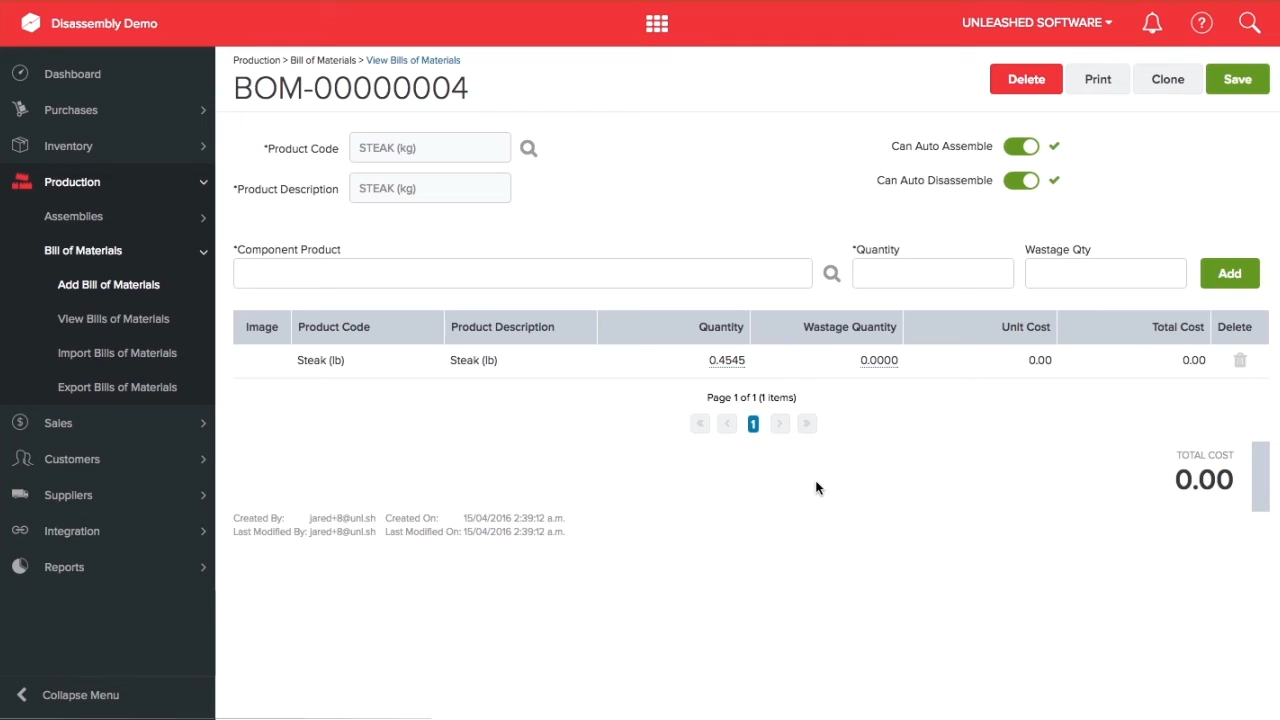 Disassembly Demo
UNLEASHED SOFTWARE
Dashboard
Purchases
Inventory
Production
Assemblies
Bill of Materials
Add Bill of Materials
View Bills of Materials
Import Bills of Materials
Export Bills of Materials
Sales
Customers
Suppliers
Integration
Reports
Collapse Menu
Production > Bill of Materials > View Bills of Materials
BOM-00000004
Delete Print Clone Save
*Product Code STEAK (kg)
*Product Description STEAK (kg)
Can Auto Assemble
Can Auto Disassemble
*Component Product *Quantity Wastage Qty
Add
Image Product Code Product Description Quantity Wastage Quantity Unit Cost Total Cost Delete
Steak (lb) Steak (lb) 0.4545 0.0000 0.00 0.00
Page 1 of 1 (1 items)
« < 1 > »
TOTAL COST
0.00
Created By: jared+8@unl.sh Created On: 15/04/2016 2:39:12 a.m.
Last Modified By: jared+8@unl.sh Last Modified On: 15/04/2016 2:39:12 a.m.